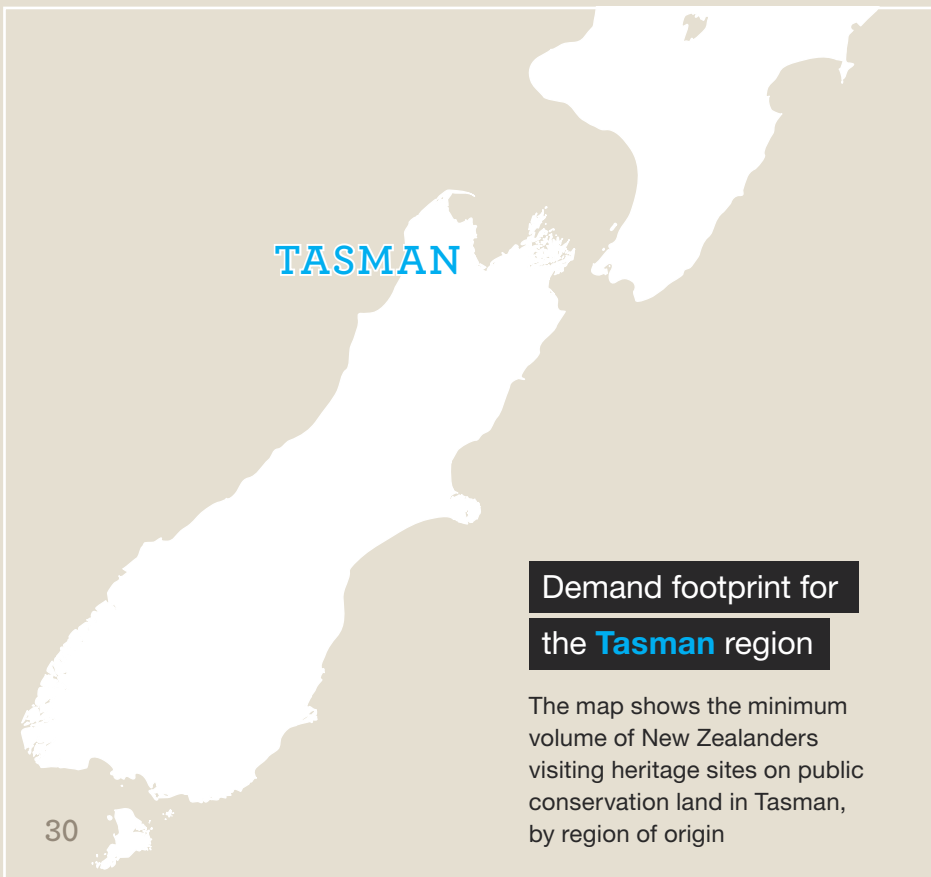 TASMAN
Demand footprint for
the Tasman region
The map shows the minimum
volume of New Zealanders
visiting heritage sites on public
conservation land in Tasman,
by region of origin
30